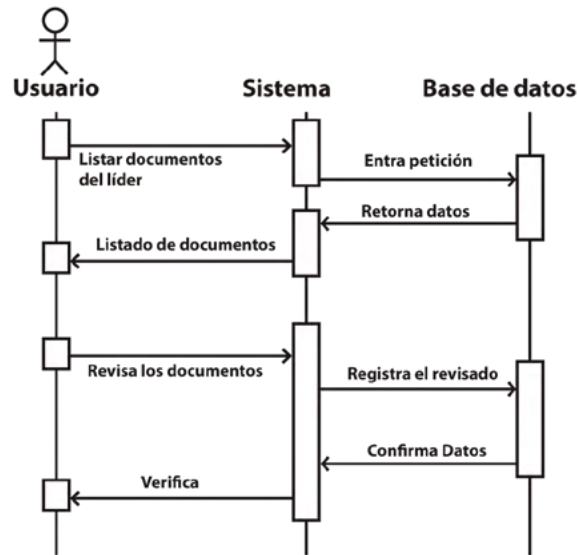 Usuario
Sistema
Base de datos
Listar documentos
del líder
Entra petición
Retorna datos
Listado de documentos
Revisa los documentos
Registra el revisado
Confirma Datos
Verifica